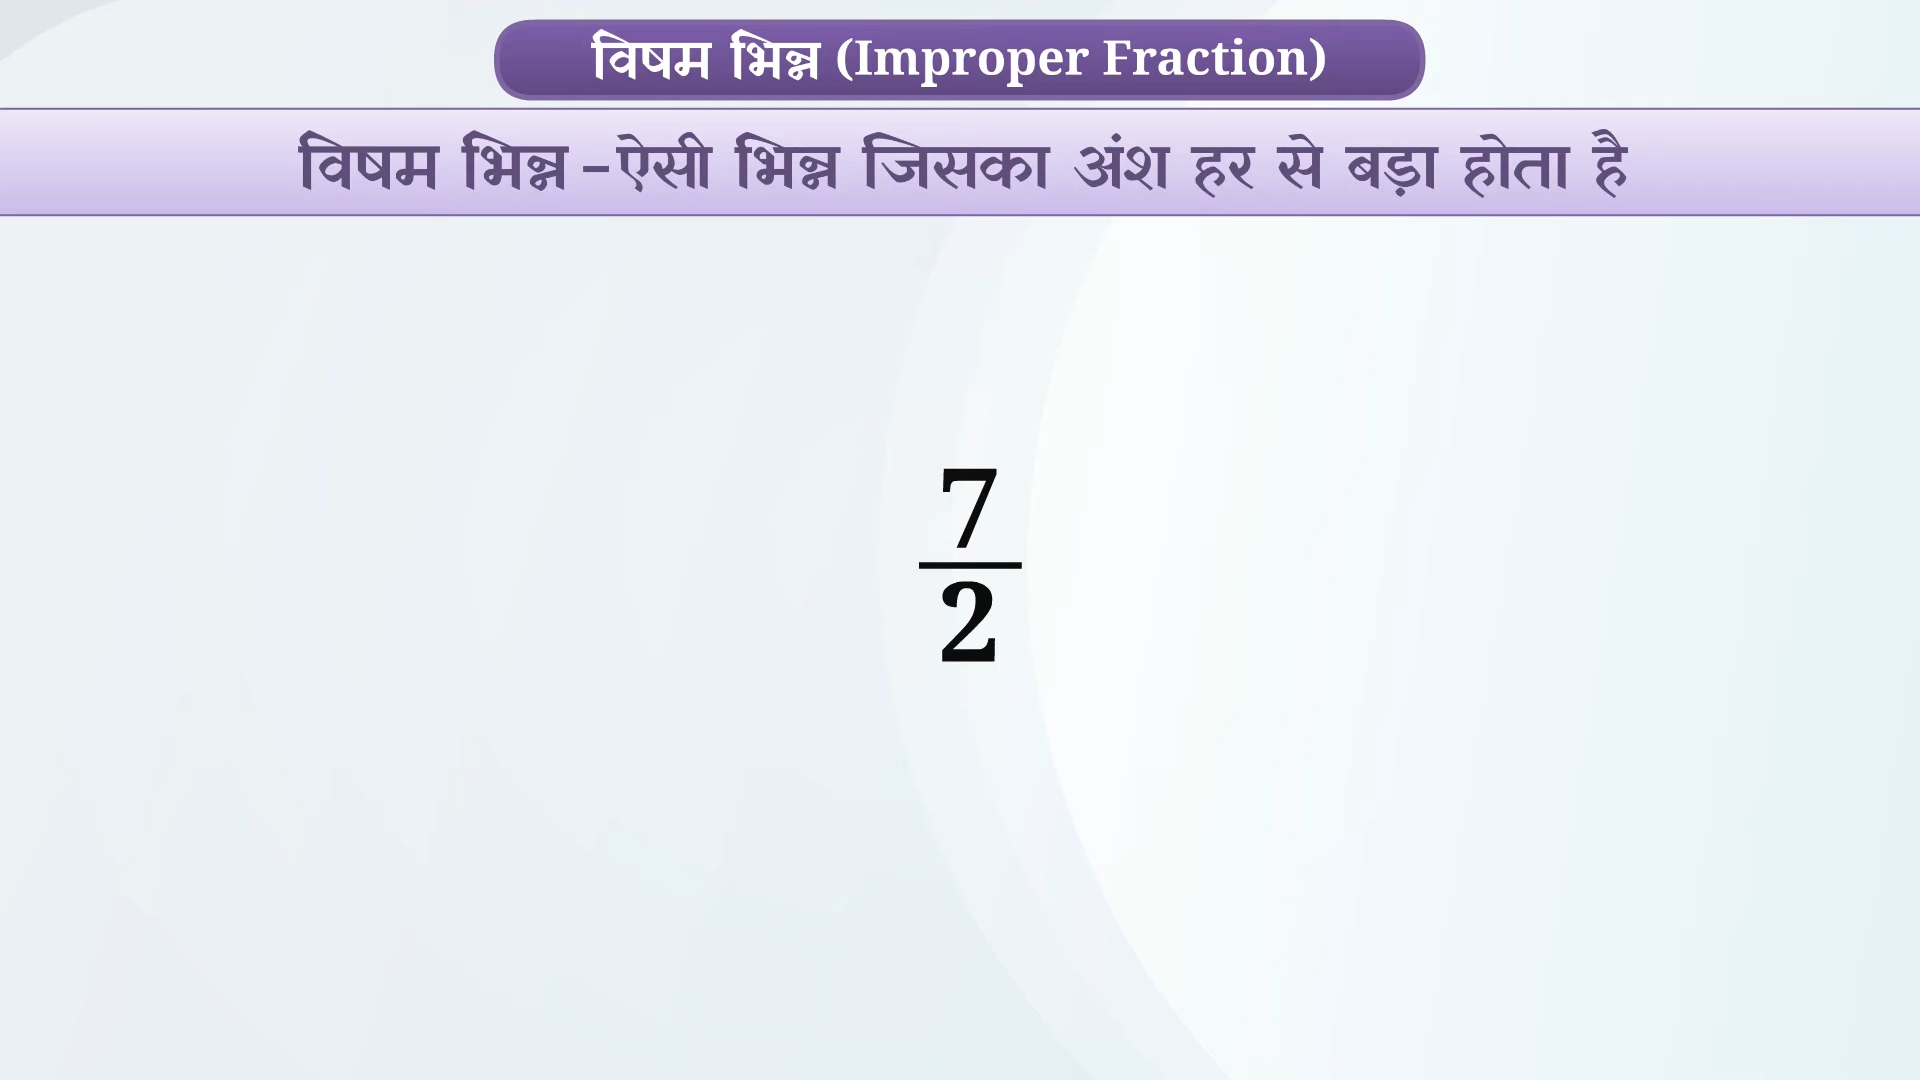 विषम भिन्न (Improper Fraction)
विषम भिन्न –ऐसी भिन्न जिसका अंश हर से बड़ा होता है
7
2